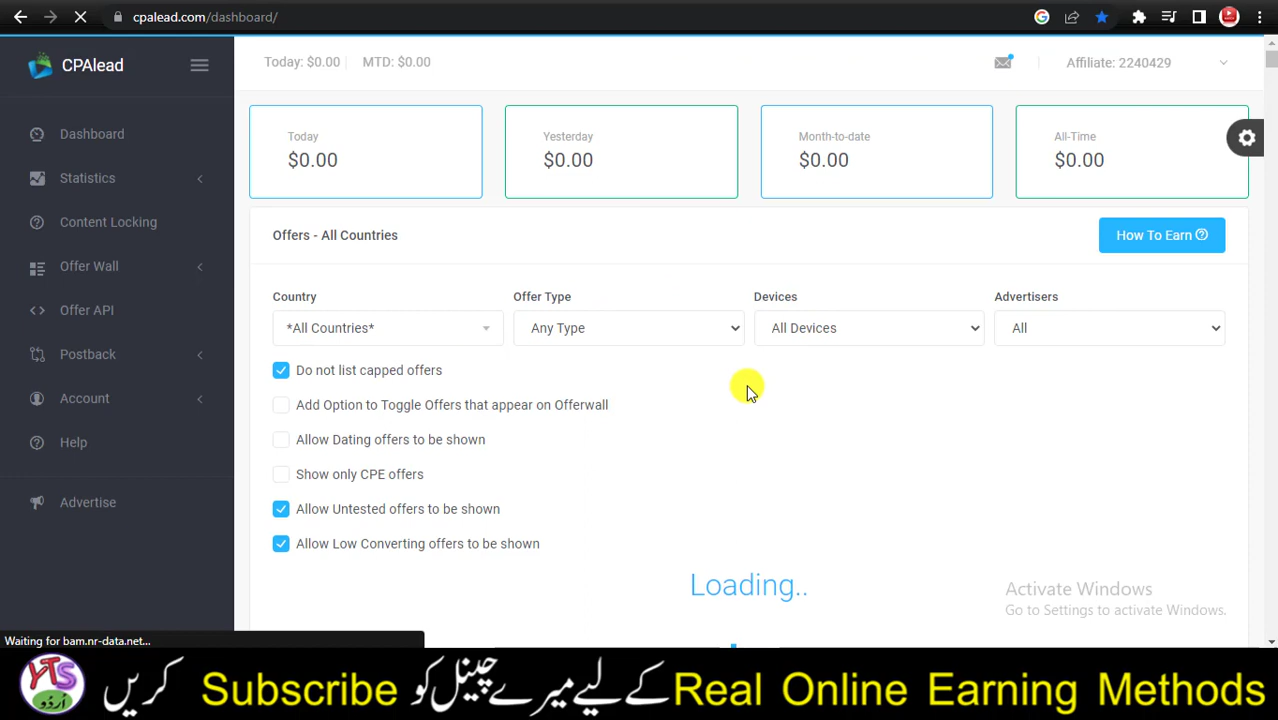 cpalead.com/dashboard/
CPAlead
Today: $0.00 MTD: $0.00
Affiliate: 2240429
Dashboard
Statistics
Content Locking
Offer Wall
Offer API
Postback
Account
Help
Advertise
Today
$0.00
Yesterday
$0.00
Month-to-date
$0.00
All-Time
$0.00
Offers - All Countries
How To Earn
Country
*All Countries*
Offer Type
Any Type
Devices
All Devices
Advertisers
All
Do not list capped offers
Add Option to Toggle Offers that appear on Offerwall
Allow Dating offers to be shown
Show only CPE offers
Allow Untested offers to be shown
Allow Low Converting offers to be shown
Loading..
Activate Windows
Go to Settings to activate Windows.
Waiting for bam.nr-data.net...
YTS
اردو
Real Online Earning Methods کے لیے میرے چینل کو Subscribe کریں